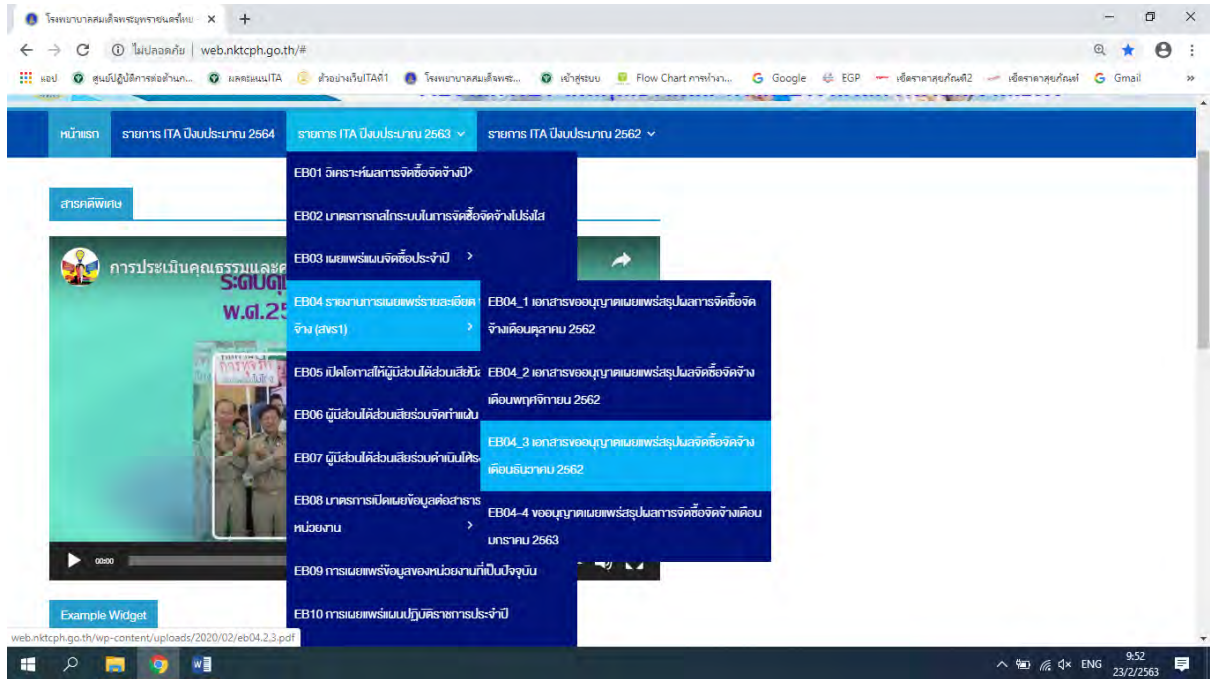 โรงพยาบาลสมเด็จพระยุพราชนครไทย
ไม่ปลอดภัย | web.nktcph.go.th/#
แอป ศูนย์ปฏิบัติการต่อต้านก... ผลคะแนนITA ตัวอย่างเว็บITAที่1 โรงพยาบาลสมเด็จพระ... เข้าสู่ระบบ Flow Chart การทำงา... Google EGP เช็คราคาครุภัณฑ์2 เช็คราคาครุภัณฑ์ Gmail »
หน้าแรก รายการ ITA ปีงบประมาณ 2564 รายการ ITA ปีงบประมาณ 2563 รายการ ITA ปีงบประมาณ 2562
EB01 วิเคราะห์ผลการจัดซื้อจัดจ้างปี
สารคดีพิเศษ
EB02 มาตรการกลไกระบบในการจัดซื้อจัดจ้างโปร่งใส
EB03 เผยแพร่แผนจัดซื้อประจำปี
การประเมินคุณธรรมและค
ระดับคุ
พ.ศ.25
EB04 รายงานการเผยแพร่รายละเอียด
จ้าง (สขร1)
EB04_1 เอกสารขออนุญาตเผยแพร่สรุปผลการจัดซื้อจัด
จ้างเดือนตุลาคม 2562
EB05 เปิดโอกาสให้ผู้มีส่วนได้ส่วนเสียมี
EB04_2 เอกสารขออนุญาตเผยแพร่สรุปผลจัดซื้อจัดจ้าง
เดือนพฤศจิกายน 2562
EB06 ผู้มีส่วนได้ส่วนเสียร่วมจัดทำแผน
EB04_3 เอกสารขออนุญาตเผยแพร่สรุปผลจัดซื้อจัดจ้าง
เดือนธันวาคม 2562
EB07 ผู้มีส่วนได้ส่วนเสียร่วมดำเนินโคร
EB08 มาตรการเปิดเผยข้อมูลต่อสาธาร
หน่วยงาน
EB04-4 ขออนุญาตเผยแพร่สรุปผลการจัดซื้อจัดจ้างเดือน
มกราคม 2563
00:00
EB09 การเผยแพร่ข้อมูลของหน่วยงานที่เป็นปัจจุบัน
Example Widget
EB10 การเผยแพร่แผนปฏิบัติราชการประจำปี
web.nktcph.go.th/wp-content/uploads/2020/02/eb04.2.3.pdf
ENG 9:52
23/2/2563